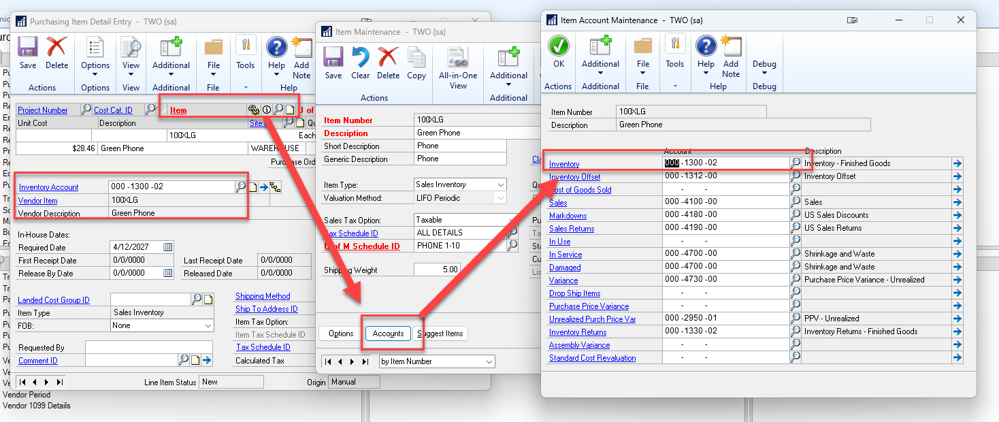 Purchasing Item Detail Entry - TWO (sa)
Save
Delete
Options
View
Additional
File
Tools
Help
Add Note
Actions
Options
View
Additional
File
Help
Project Number
Cost Cat. ID
Item
U of
Unit Cost
Description
Site
100XLG
Each
$28.46
Green Phone
WAREHOUSE
Purchase Ord
Inventory Account
000 -1300 -02
Vendor Item
100XLG
Vendor Description
Green Phone
In-House Dates:
Required Date
4/12/2027
First Receipt Date
0/0/0000
Last Receipt Date
0/0/0000
Release By Date
0/0/0000
Released Date
0/0/0000
Landed Cost Group ID
Item Type
Sales Inventory
FOB:
None
Requested By
Comment ID
Shipping Method
Ship To Address ID
Item Tax Option:
Item Tax Schedule ID
Tax Schedule ID
Calculated Tax
Line Item Status
New
Origin
Manual
Vendor Period
Vendor 1099 Details
Item Maintenance - TWO (sa)
Save
Clear
Delete
Copy
All-in-One View
Additional
Actions
Additional
Item Number
100XLG
Description
Green Phone
Short Description
Phone
Generic Description
Phone
Item Type:
Sales Inventory
Valuation Method:
LIFO Periodic
Sales Tax Option:
Taxable
Tax Schedule ID
ALL DETAILS
U of M Schedule ID
PHONE 1-10
Shipping Weight
5.00
Options
Accounts
Suggest Items
by Item Number
Item Account Maintenance - TWO (sa)
OK
Additional
File
Tools
Help
Add Note
Debug
Actions
Additional
File
Help
Debug
Item Number
100XLG
Description
Green Phone
Account
Description
Inventory
000 -1300 -02
Inventory - Finished Goods
Inventory Offset
000 -1312 -00
Inventory Offset
Cost of Goods Sold
- -
Sales
000 -4100 -00
Sales
Markdowns
000 -4180 -00
US Sales Discounts
Sales Returns
000 -4190 -00
US Sales Returns
In Use
- -
In Service
000 -4700 -00
Shrinkage and Waste
Damaged
000 -4700 -00
Shrinkage and Waste
Variance
000 -4730 -00
Purchase Price Variance - Unrealized
Drop Ship Items
- -
Purchase Price Variance
- -
Unrealized Purch Price Var
000 -2950 -01
PPV - Unrealized
Inventory Returns
000 -1330 -02
Inventory Returns - Finished Goods
Assembly Variance
- -
Standard Cost Revaluation
- -